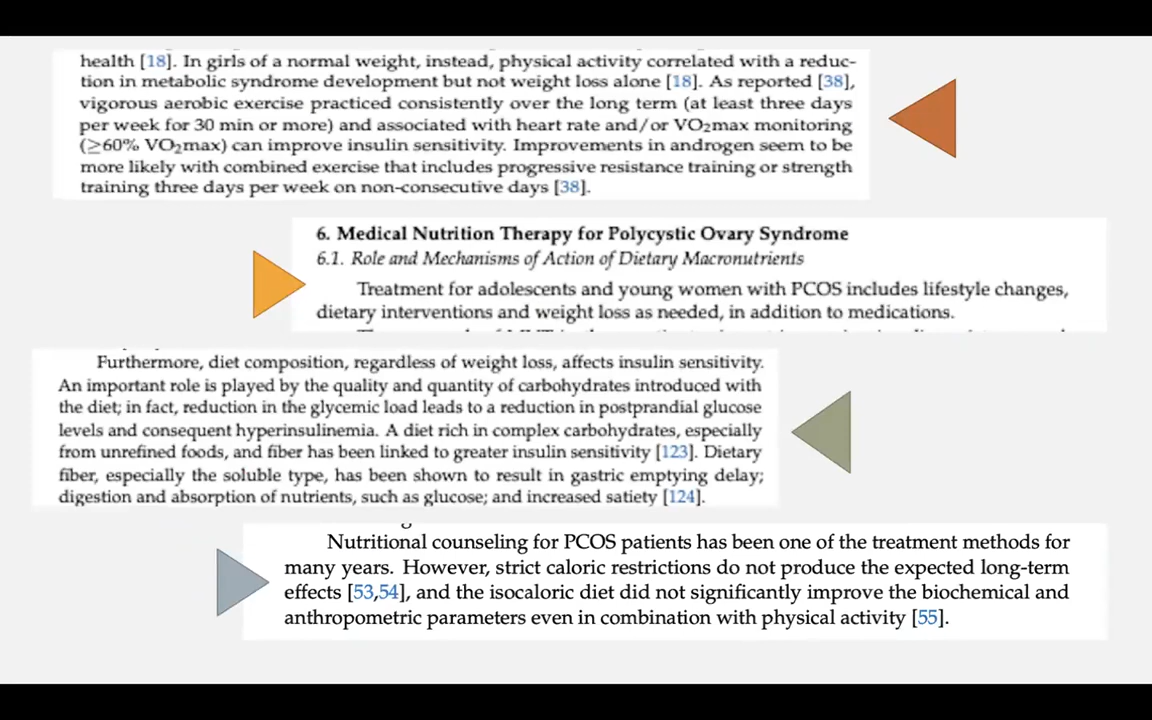 health [18]. In girls of a normal weight, instead, physical activity correlated with a reduc-
tion in metabolic syndrome development but not weight loss alone [18]. As reported [38],
vigorous aerobic exercise practiced consistently over the long term (at least three days
per week for 30 min or more) and associated with heart rate and/or VO2max monitoring
(≥60% VO2max) can improve insulin sensitivity. Improvements in androgen seem to be
more likely with combined exercise that includes progressive resistance training or strength
training three days per week on non-consecutive days [38].
6. Medical Nutrition Therapy for Polycystic Ovary Syndrome
6.1. Role and Mechanisms of Action of Dietary Macronutrients
Treatment for adolescents and young women with PCOS includes lifestyle changes,
dietary interventions and weight loss as needed, in addition to medications.
Furthermore, diet composition, regardless of weight loss, affects insulin sensitivity.
An important role is played by the quality and quantity of carbohydrates introduced with
the diet; in fact, reduction in the glycemic load leads to a reduction in postprandial glucose
levels and consequent hyperinsulinemia. A diet rich in complex carbohydrates, especially
from unrefined foods, and fiber has been linked to greater insulin sensitivity [123]. Dietary
fiber, especially the soluble type, has been shown to result in gastric emptying delay;
digestion and absorption of nutrients, such as glucose; and increased satiety [124].
Nutritional counseling for PCOS patients has been one of the treatment methods for
many years. However, strict caloric restrictions do not produce the expected long-term
effects [53,54], and the isocaloric diet did not significantly improve the biochemical and
anthropometric parameters even in combination with physical activity [55].